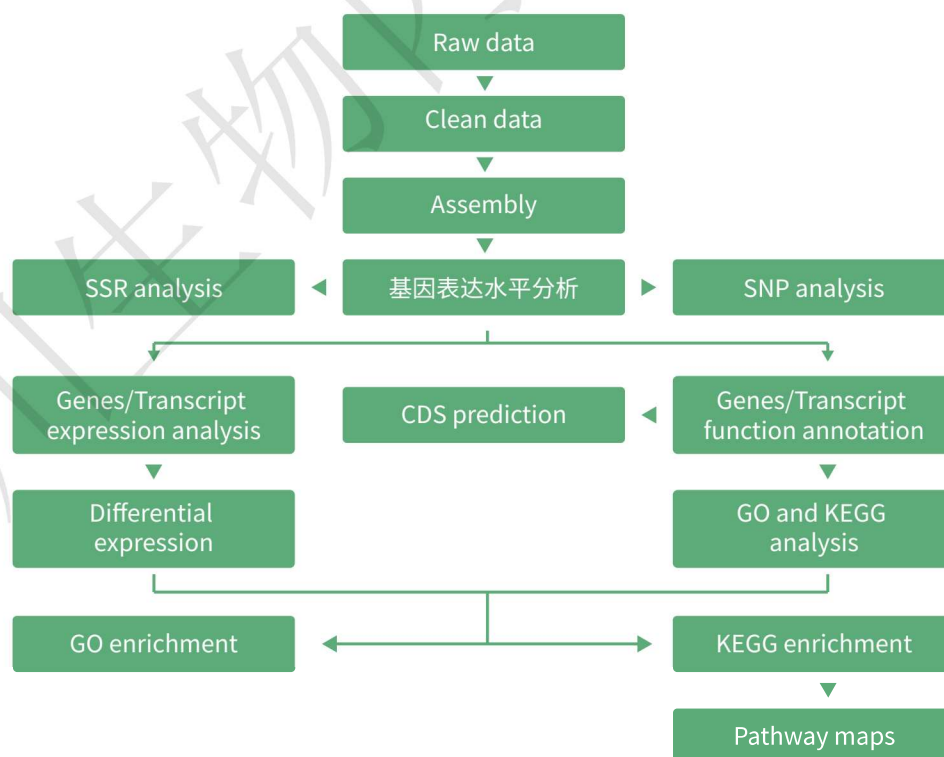 Raw data
Clean data
Assembly
SSR analysis
基因表达水平分析
SNP analysis
Genes/Transcript
expression analysis
CDS prediction
Genes/Transcript
function annotation
Differential
expression
GO and KEGG
analysis
GO enrichment
KEGG enrichment
Pathway maps
生物